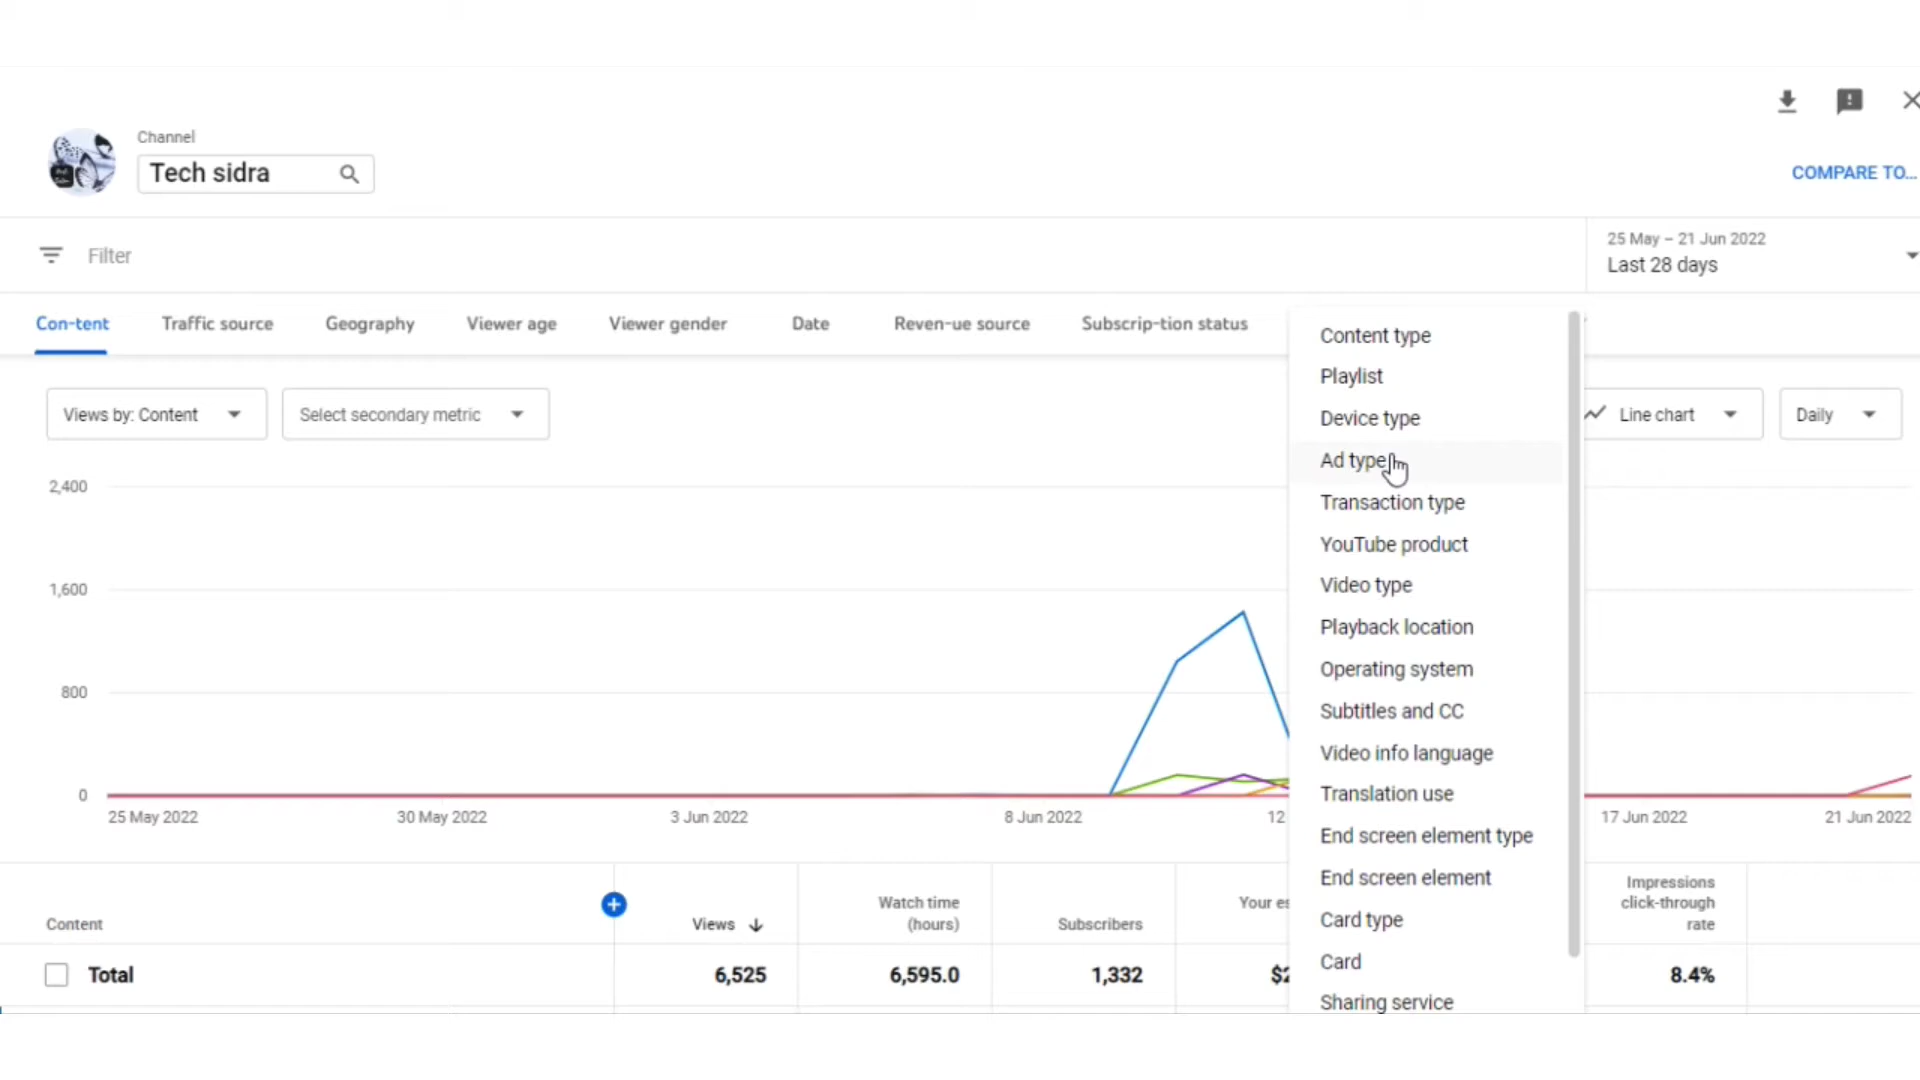 Channel
Tech sidra
COMPARE TO...
Filter
25 May – 21 Jun 2022
Last 28 days
Con-tent
Traffic source
Geography
Viewer age
Viewer gender
Date
Reven-ue source
Subscrip-tion status
Content type
Playlist
Device type
Ad type
Transaction type
YouTube product
Video type
Playback location
Operating system
Subtitles and CC
Video info language
Translation use
End screen element type
End screen element
Card type
Card
Sharing service
Views by: Content
Select secondary metric
Line chart
Daily
2,400
1,600
800
0
25 May 2022
30 May 2022
3 Jun 2022
8 Jun 2022
12
17 Jun 2022
21 Jun 2022
Content
Views
Watch time
(hours)
Subscribers
Your es
Impressions
click-through
rate
Total
6,525
6,595.0
1,332
$2
8.4%